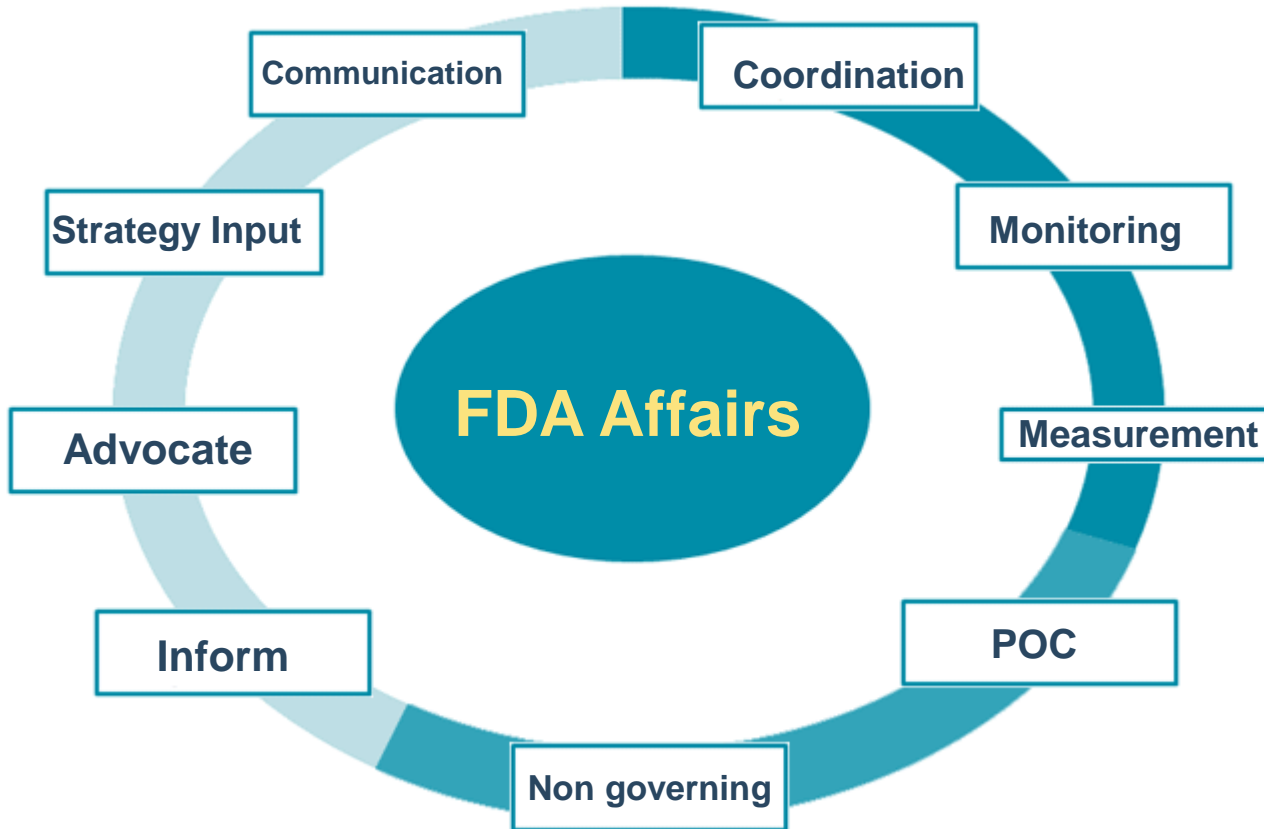 Communication
Coordination
Strategy Input
Monitoring
FDA Affairs
Advocate
Measurement
Inform
POC
Non governing